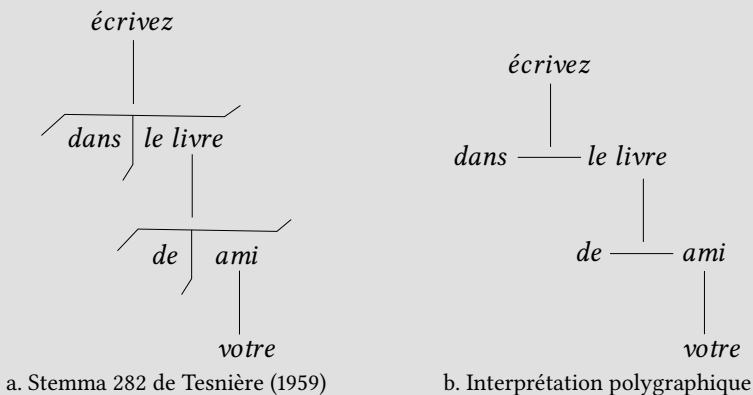 écrivez
dans le livre
de ami
votre
a. Stemma 282 de Tesnière (1959)
écrivez
dans le livre
de ami
votre
b. Interprétation polygraphique